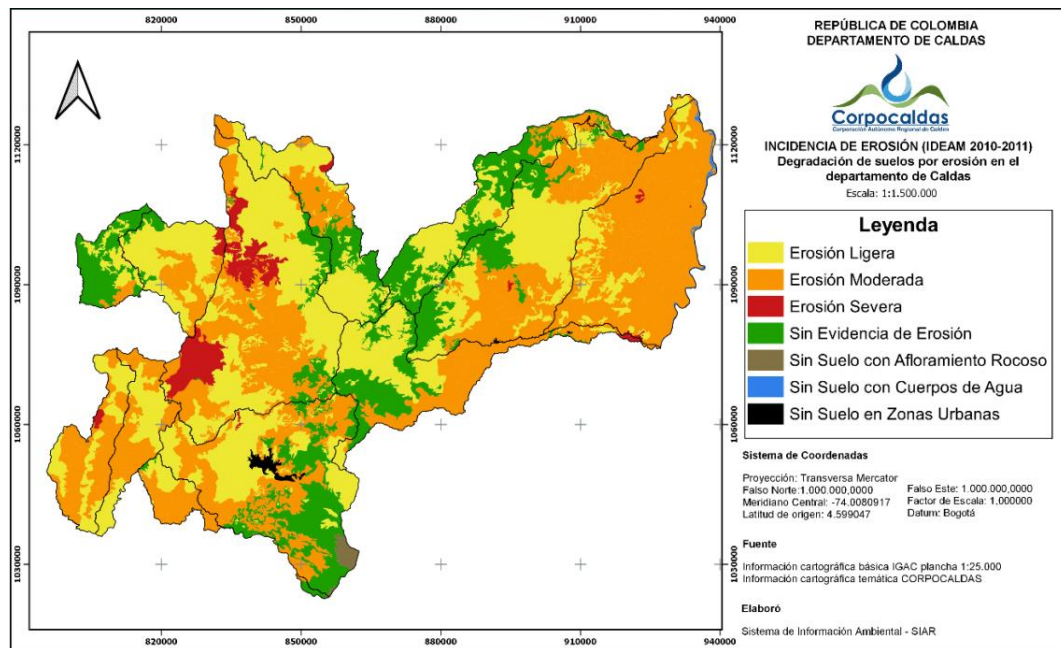 820000 850000 880000 910000 940000
1120000 1120000
1090000 1090000
1060000 1060000
1030000 1030000
820000 850000 880000 910000 940000
REPÚBLICA DE COLOMBIA
DEPARTAMENTO DE CALDAS
Corpocaldas
Corporación Autónoma Regional de Caldas
INCIDENCIA DE EROSIÓN (IDEAM 2010-2011)
Degradación de suelos por erosión en el
departamento de Caldas
Escala: 1:1.500.000
Leyenda
Erosión Ligera
Erosión Moderada
Erosión Severa
Sin Evidencia de Erosión
Sin Suelo con Afloramiento Rocoso
Sin Suelo con Cuerpos de Agua
Sin Suelo en Zonas Urbanas
Sistema de Coordenadas
Proyección: Transversa Mercator
Falso Norte:1.000.000,0000 Falso Este: 1.000.000,0000
Meridiano Central: -74.0080917 Factor de Escala: 1,000000
Latitud de origen: 4.599047 Datum: Bogotá
Fuente
Información cartográfica básica IGAC plancha 1:25.000
Información cartográfica temática CORPOCALDAS
Elaboró
Sistema de Información Ambiental - SIAR